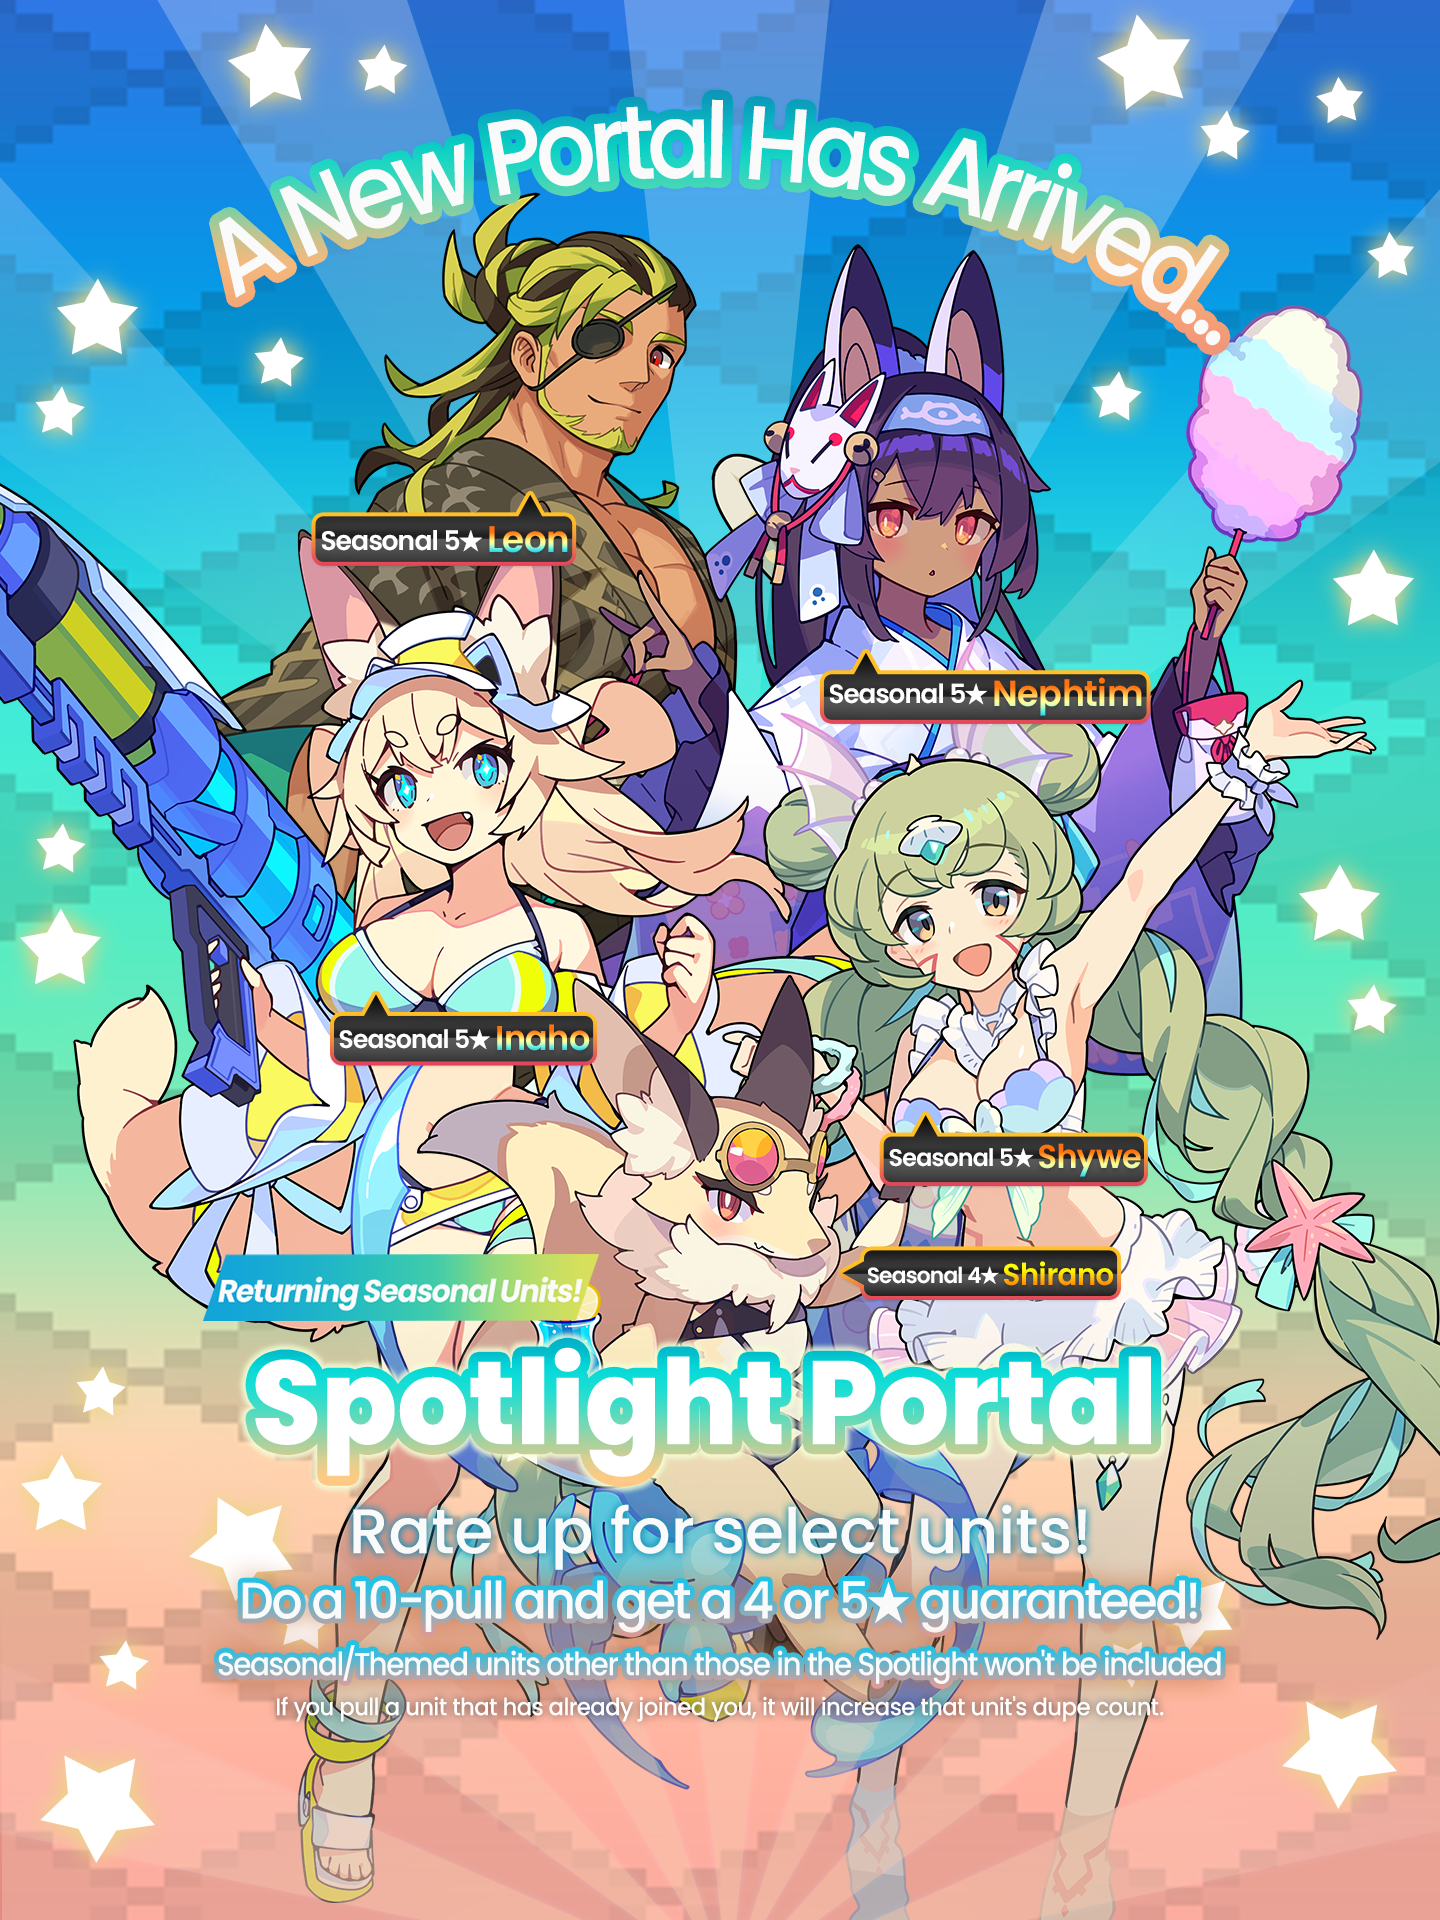 A New Portal Has Arrived...
Seasonal 5★ Leon
Seasonal 5★ Nephtim
Seasonal 5★ Inaho
Seasonal 5★ Shywe
Seasonal 4★ Shirano
Returning Seasonal Units!
Spotlight Portal
Rate up for select units!
Do a 10-pull and get a 4 or 5★ guaranteed!
Seasonal/Themed units other than those in the Spotlight won't be included
If you pull a unit that has already joined you, it will increase that unit's dupe count.